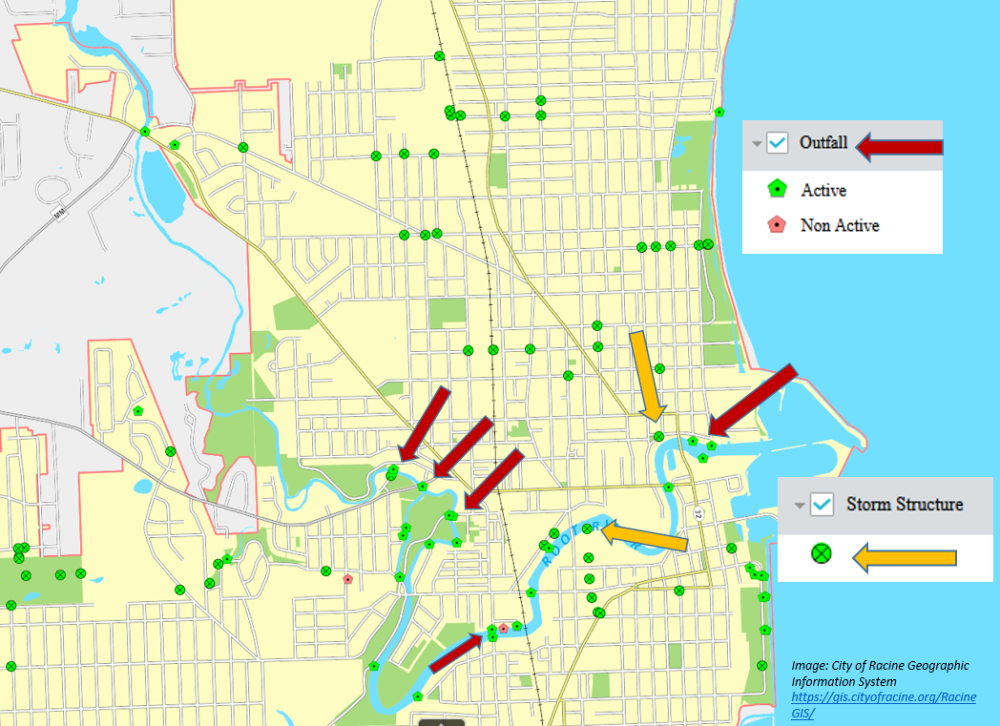 Outfall
Active
Non Active
MM
Storm Structure
32
ROOT
Image: City of Racine Geographic
Information System
https://gis.cityofracine.org/Racine
GIS/